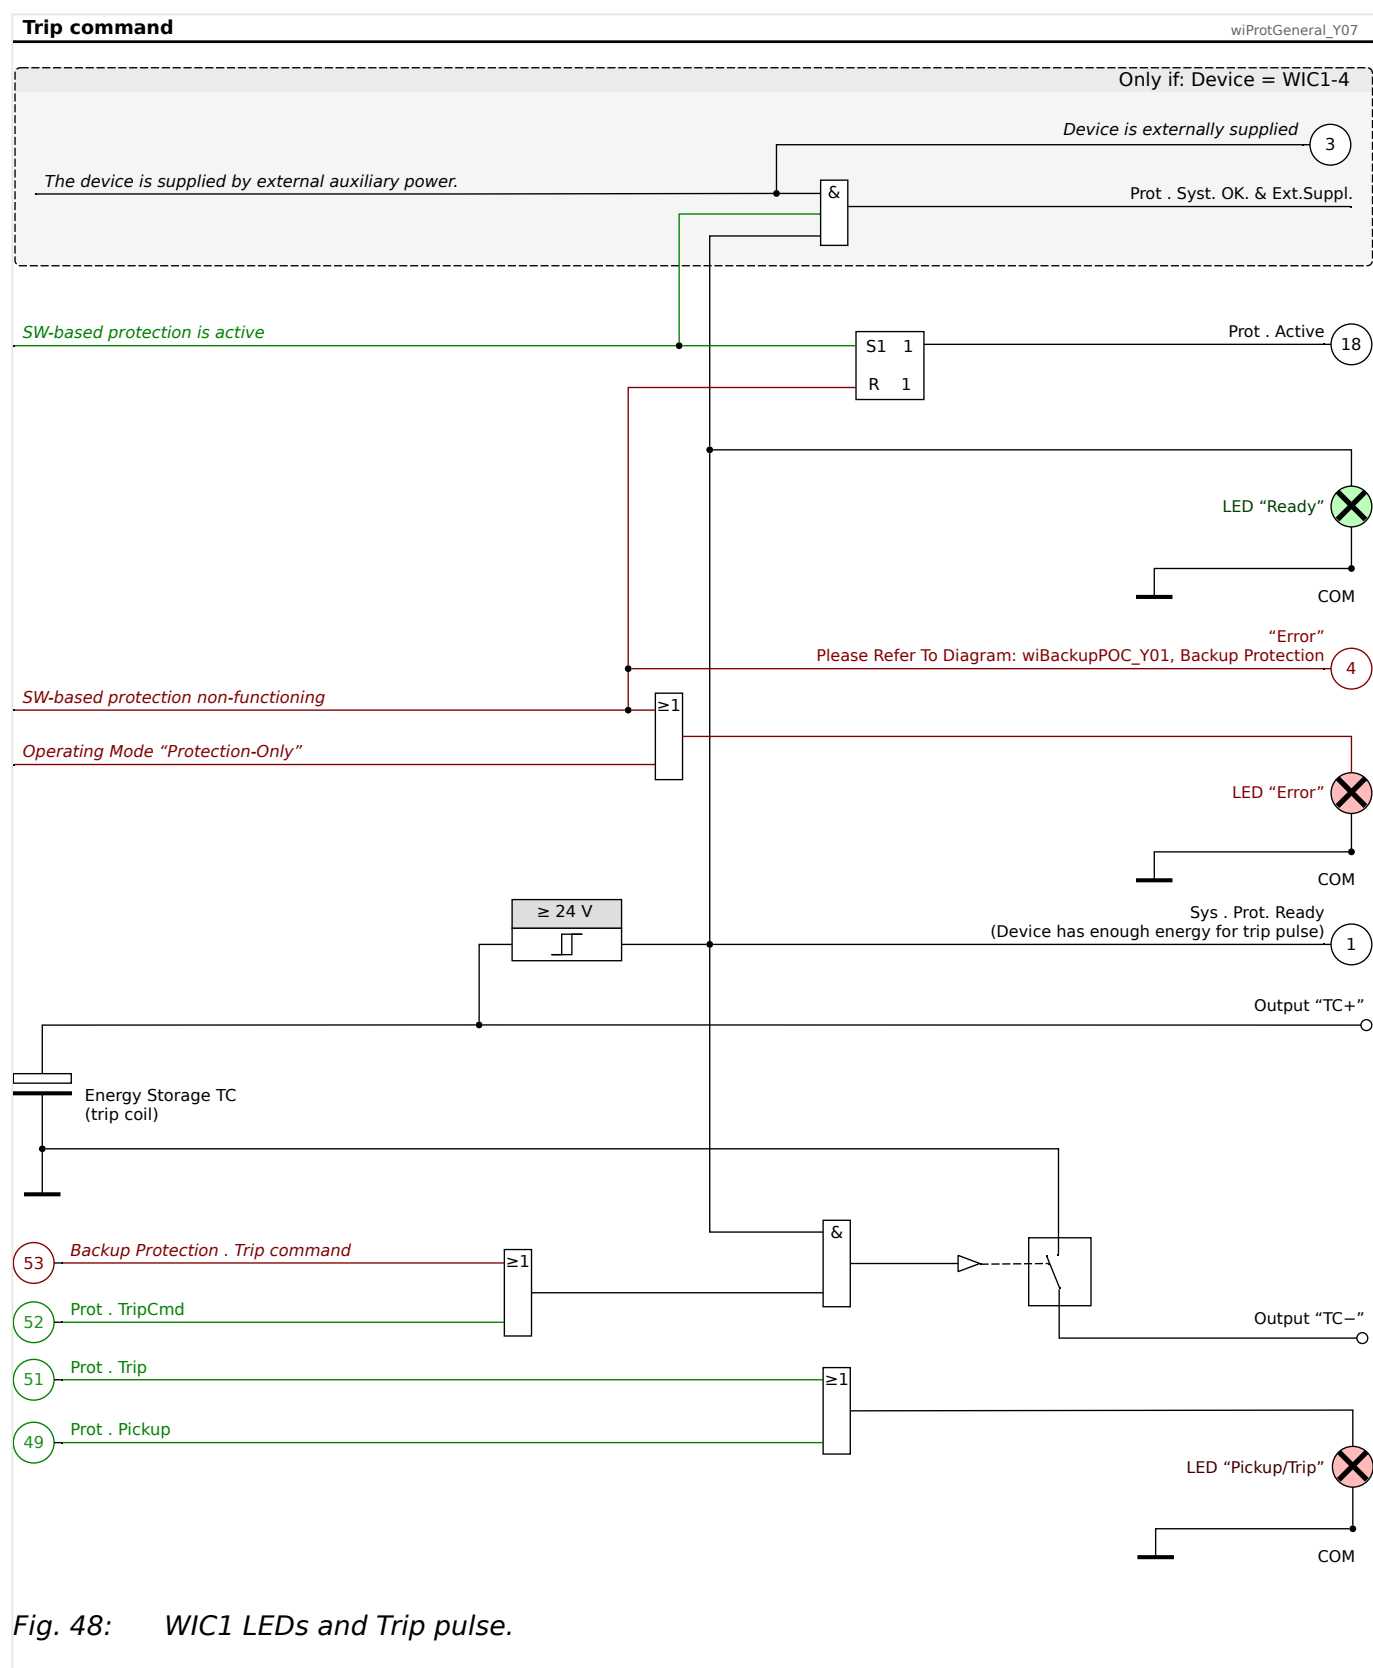 Trip command
wiProtGeneral_Y07
Only if: Device = WIC1-4
Device is externally supplied
3
The device is supplied by external auxiliary power.
&
Prot . Syst. OK. & Ext.Suppl.
SW-based protection is active
S1 1
R 1
Prot . Active
18
LED “Ready”
COM
“Error”
Please Refer To Diagram: wiBackupPOC_Y01, Backup Protection
4
SW-based protection non-functioning
≥1
Operating Mode “Protection-Only”
LED “Error”
COM
≥ 24 V
Sys . Prot. Ready
(Device has enough energy for trip pulse)
1
Output “TC+”
Energy Storage TC
(trip coil)
&
53
Backup Protection . Trip command
≥1
52
Prot . TripCmd
Output “TC−”
51
Prot . Trip
≥1
49
Prot . Pickup
LED “Pickup/Trip”
COM
Fig. 48: WIC1 LEDs and Trip pulse.